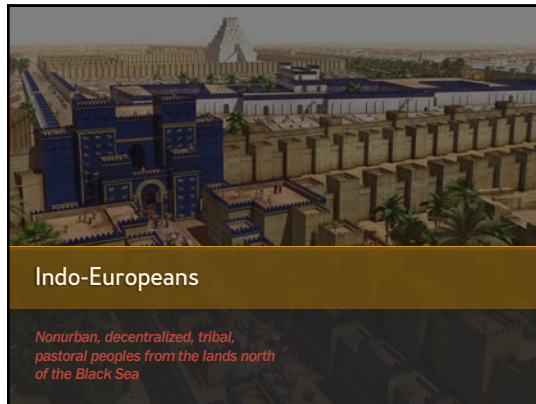 Indo-Europeans
Nonurban, decentralized, tribal,
pastoral peoples from the lands north
of the Black Sea